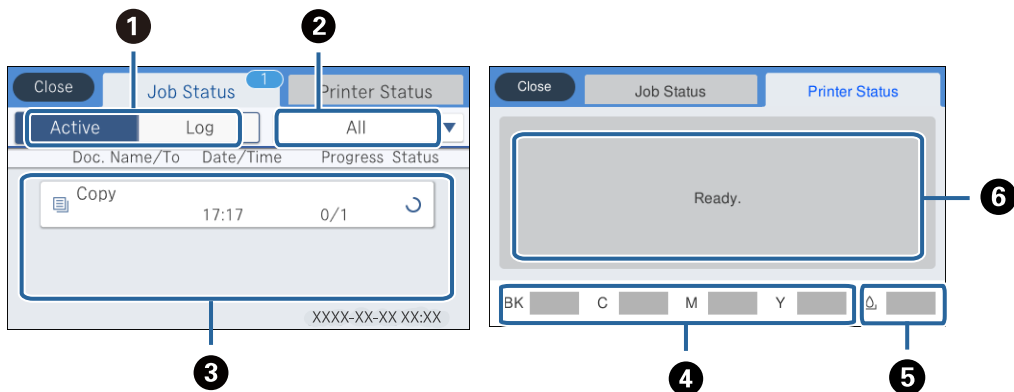 1
2
Close
Job Status
1
Printer Status
Active
Log
All
Doc. Name/To
Date/Time
Progress
Status
Copy
17:17
0/1
XXXX-XX-XX XX:XX
3
Close
Job Status
Printer Status
Ready.
6
BK
C
M
Y
4
5